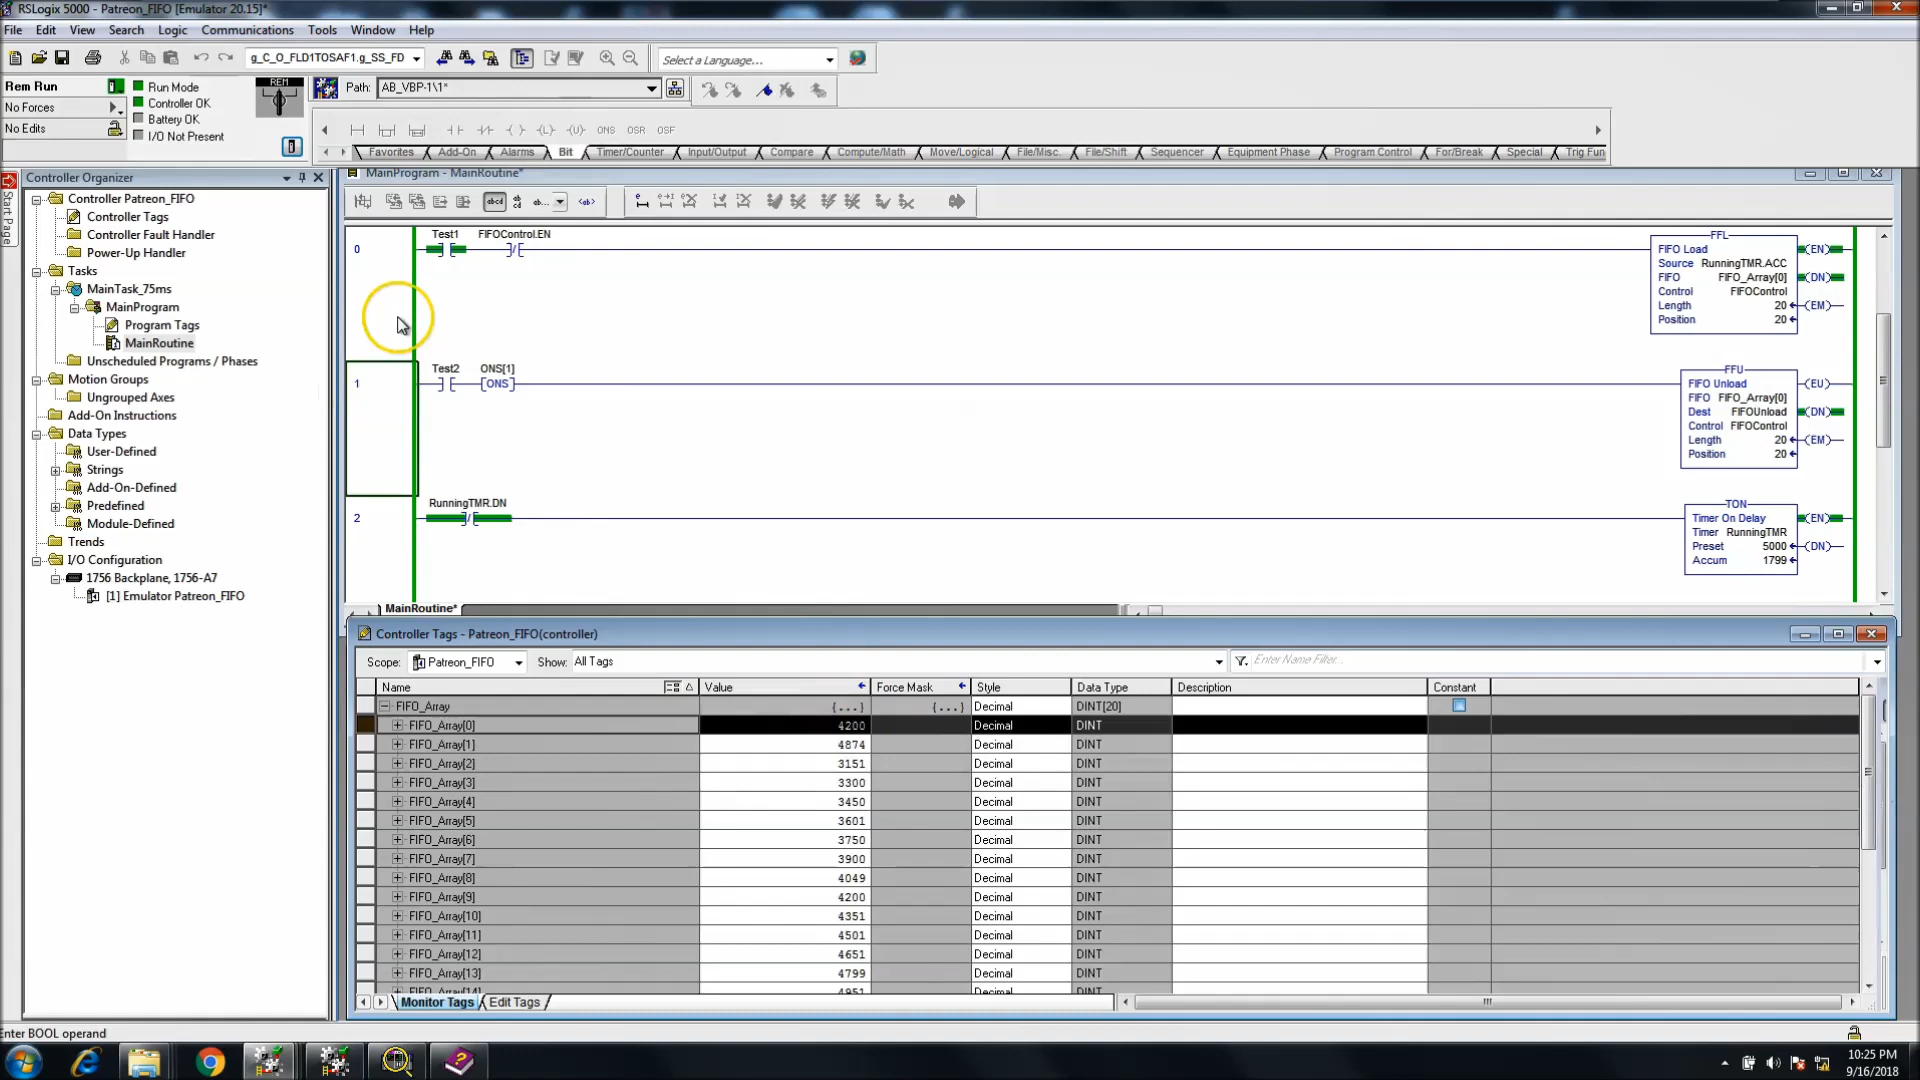 RSLogix 5000 - Patreon_FIFO [Emulator 20.15]*
File Edit View Search Logic Communications Tools Window Help
g_C_O_FLD1TOSAF1.g_SS_FD
Select a Language...
Rem Run
No Forces
No Edits
Run Mode
Controller OK
Battery OK
I/O Not Present
REM
Path: AB_VBP-1\1*
ONS OSR OSF
Favorites Add-On Alarms Bit Timer/Counter Input/Output Compare Compute/Math Move/Logical File/Misc. File/Shift Sequencer Equipment Phase Program Control For/Break Special Trig Fun
Start Page
Controller Organizer
Controller Patreon_FIFO
Controller Tags
Controller Fault Handler
Power-Up Handler
Tasks
MainTask_75ms
MainProgram
Program Tags
MainRoutine
Unscheduled Programs / Phases
Motion Groups
Ungrouped Axes
Add-On Instructions
Data Types
User-Defined
Strings
Add-On-Defined
Predefined
Module-Defined
Trends
I/O Configuration
1756 Backplane, 1756-A7
[1] Emulator Patreon_FIFO
MainProgram - MainRoutine*
0
Test1 FIFOControl.EN
FFL
FIFO Load
Source RunningTMR.ACC
FIFO FIFO_Array[0]
Control FIFOControl
Length 20
Position 20
(EN)
(DN)
(EM)
1
Test2 ONS[1]
ONS
FFU
FIFO Unload
FIFO FIFO_Array[0]
Dest FIFOUnload
Control FIFOControl
Length 20
Position 20
(EU)
(DN)
(EM)
2
RunningTMR.DN
TON
Timer On Delay
Timer RunningTMR
Preset 5000
Accum 1799
(EN)
(DN)
MainRoutine*
Controller Tags - Patreon_FIFO(controller)
Scope: Patreon_FIFO Show: All Tags Enter Name Filter...
Name Value Force Mask Style Data Type Description Constant
FIFO_Array {...} {...} Decimal DINT[20]
FIFO_Array[0] 4200 Decimal DINT
FIFO_Array[1] 4874 Decimal DINT
FIFO_Array[2] 3151 Decimal DINT
FIFO_Array[3] 3300 Decimal DINT
FIFO_Array[4] 3450 Decimal DINT
FIFO_Array[5] 3601 Decimal DINT
FIFO_Array[6] 3750 Decimal DINT
FIFO_Array[7] 3900 Decimal DINT
FIFO_Array[8] 4049 Decimal DINT
FIFO_Array[9] 4200 Decimal DINT
FIFO_Array[10] 4351 Decimal DINT
FIFO_Array[11] 4501 Decimal DINT
FIFO_Array[12] 4651 Decimal DINT
FIFO_Array[13] 4799 Decimal DINT
FIFO_Array[14] 4951 Decimal DINT
Monitor Tags Edit Tags
Enter BOOL operand
10:25 PM
9/16/2018